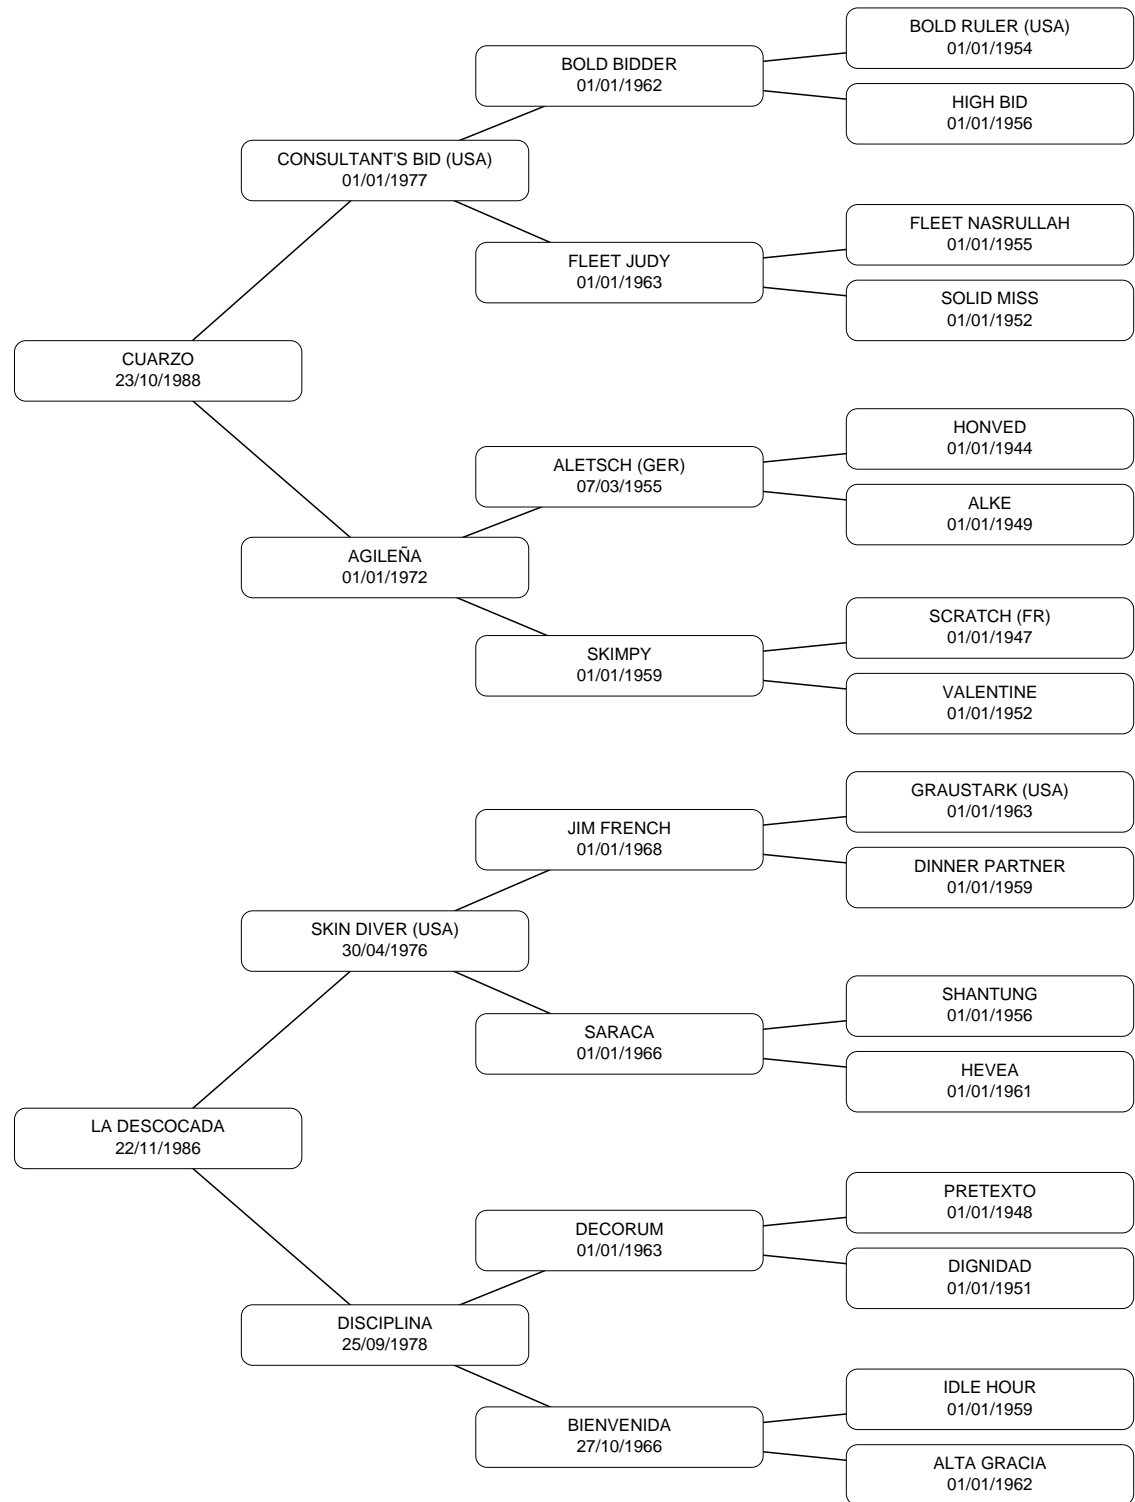 BOLD RULER (USA)
01/01/1954
BOLD BIDDER
01/01/1962
HIGH BID
01/01/1956
CONSULTANT'S BID (USA)
01/01/1977
FLEET NASRULLAH
01/01/1955
FLEET JUDY
01/01/1963
SOLID MISS
01/01/1952
CUARZO
23/10/1988
HONVED
01/01/1944
ALETSCH (GER)
07/03/1955
ALKE
01/01/1949
AGILEÑA
01/01/1972
SCRATCH (FR)
01/01/1947
SKIMPY
01/01/1959
VALENTINE
01/01/1952
GRAUSTARK (USA)
01/01/1963
JIM FRENCH
01/01/1968
DINNER PARTNER
01/01/1959
SKIN DIVER (USA)
30/04/1976
SHANTUNG
01/01/1956
SARACA
01/01/1966
HEVEA
01/01/1961
LA DESCOCADA
22/11/1986
PRETEXTO
01/01/1948
DECORUM
01/01/1963
DIGNIDAD
01/01/1951
DISCIPLINA
25/09/1978
IDLE HOUR
01/01/1959
BIENVENIDA
27/10/1966
ALTA GRACIA
01/01/1962